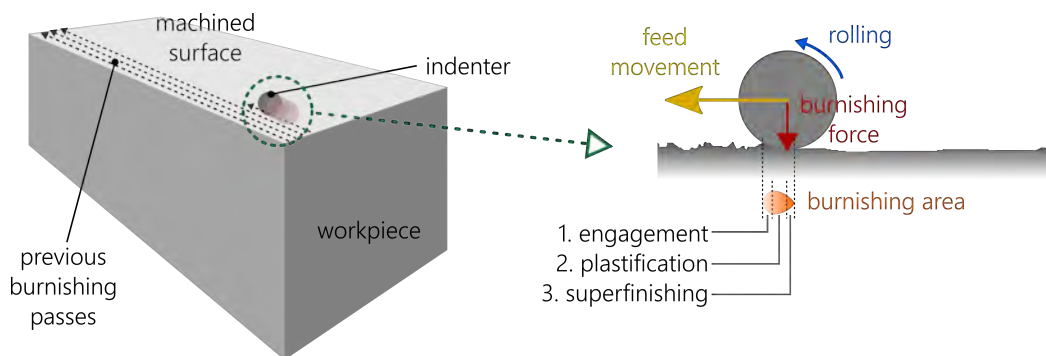 machined
surface
indenter
workpiece
previous
burnishing
passes
feed
movement
rolling
burnishing
force
burnishing area
1. engagement
2. plastification
3. superfinishing